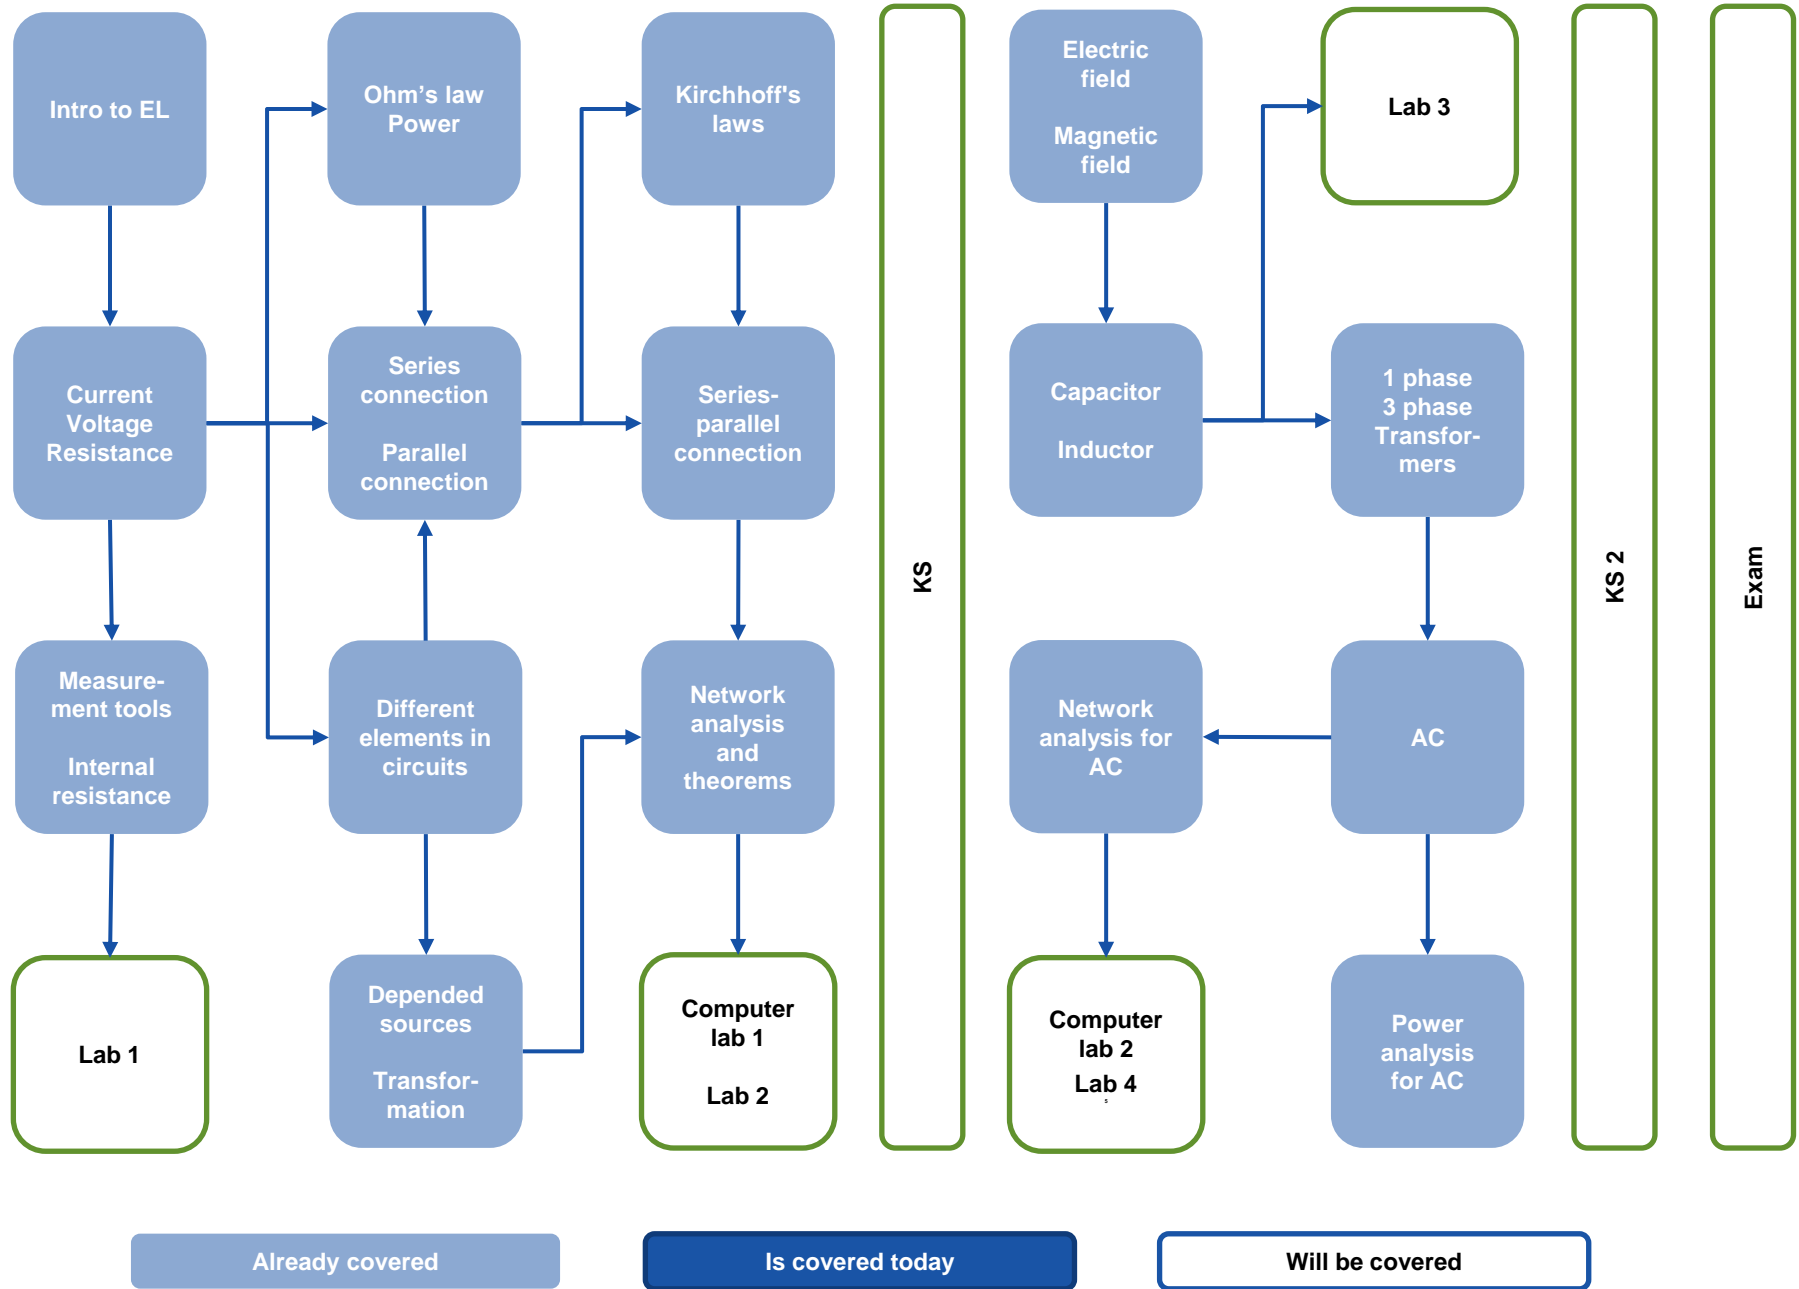 Intro to EL
Ohm's law
Power
Kirchhoff's
laws
Electric
field
Magnetic
field
Lab 3
Current
Voltage
Resistance
Series
connection
Parallel
connection
Series-
parallel
connection
Capacitor
Inductor
1 phase
3 phase
Transfor-
mers
KS
KS 2
Exam
Measure-
ment tools
Internal
resistance
Different
elements in
circuits
Network
analysis
and
theorems
Network
analysis for
AC
AC
Lab 1
Depended
sources
Transfor-
mation
Computer
lab 1
Lab 2
Computer
lab 2
Lab 4
s
Power
analysis
for AC
Already covered
Is covered today
Will be covered